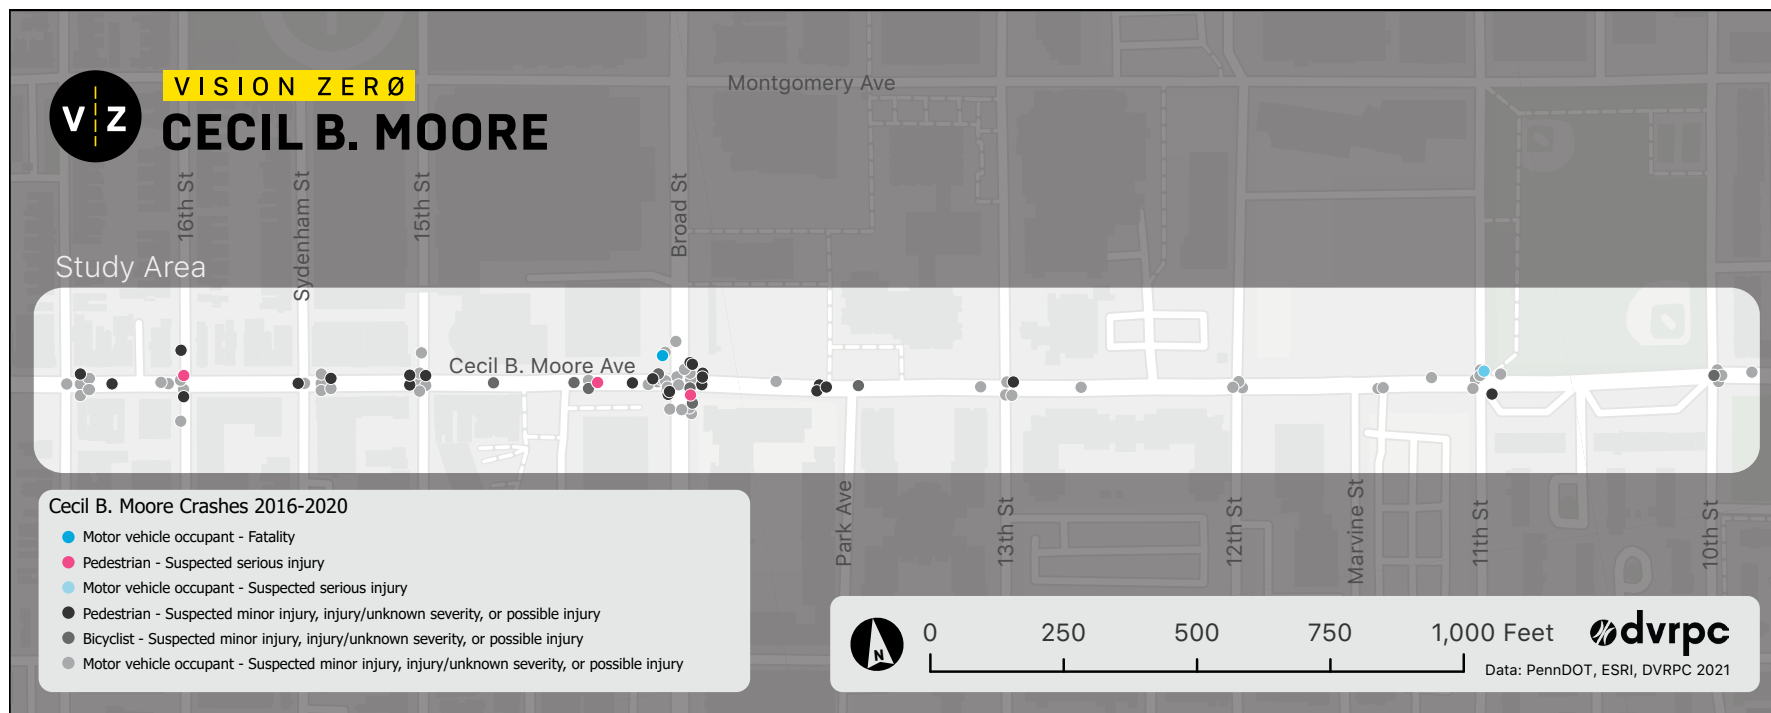 V Z
VISION ZERØ
CECIL B. MOORE
Montgomery Ave
16th St
Sydenham St
15th St
Broad St
Study Area
Cecil B. Moore Ave
Park Ave
13th St
12th St
Marvine St
11th St
10th St
Cecil B. Moore Crashes 2016-2020
Motor vehicle occupant - Fatality
Pedestrian - Suspected serious injury
Motor vehicle occupant - Suspected serious injury
Pedestrian - Suspected minor injury, injury/unknown severity, or possible injury
Bicyclist - Suspected minor injury, injury/unknown severity, or possible injury
Motor vehicle occupant - Suspected minor injury, injury/unknown severity, or possible injury
N
0 250 500 750 1,000 Feet
dvrpc
Data: PennDOT, ESRI, DVRPC 2021